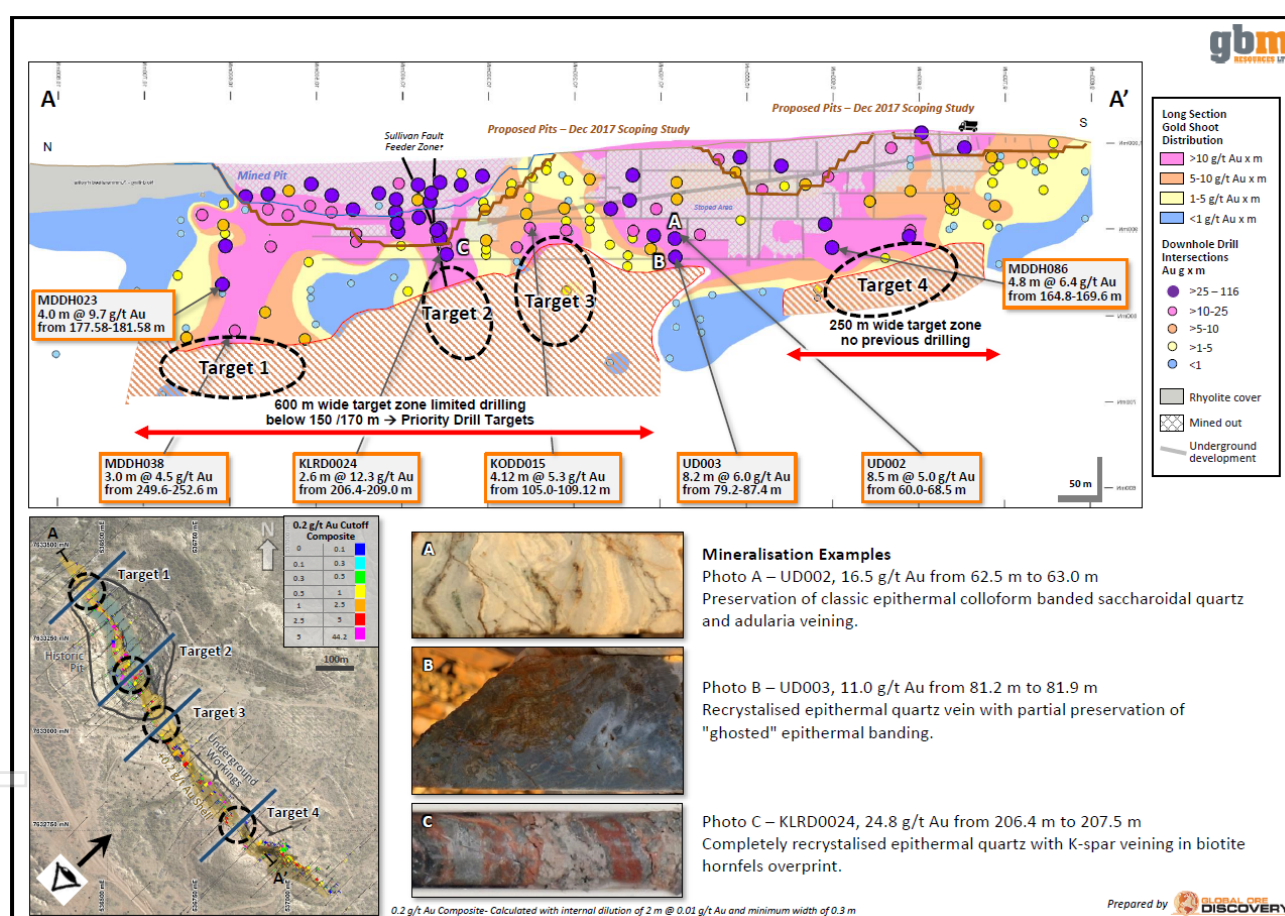 gbm
RESOURCES
A
A'
N
S
Proposed Pits – Dec 2017 Scoping Study
Sullivan Fault
Feeder Zone?
Proposed Pits – Dec 2017 Scoping Study
Mined Pit
Stoped Area
A
B
C
MDDH023
4.0 m @ 9.7 g/t Au
from 177.58-181.58 m
MDDH086
4.8 m @ 6.4 g/t Au
from 164.8-169.6 m
Target 1
Target 2
Target 3
Target 4
250 m wide target zone
no previous drilling
600 m wide target zone limited drilling
below 150 /170 m → Priority Drill Targets
MDDH038
3.0 m @ 4.5 g/t Au
from 249.6-252.6 m
KLRD0024
2.6 m @ 12.3 g/t Au
from 206.4-209.0 m
KODD015
4.12 m @ 5.3 g/t Au
from 105.0-109.12 m
UD003
8.2 m @ 6.0 g/t Au
from 79.2-87.4 m
UD002
8.5 m @ 5.0 g/t Au
from 60.0-68.5 m
50 m
Long Section
Gold Shoot
Distribution
>10 g/t Au x m
5-10 g/t Au x m
1-5 g/t Au x m
<1 g/t Au x m
Downhole Drill
Intersections
Au g x m
>25 – 116
>10-25
>5-10
>1-5
<1
Rhyolite cover
Mined out
Underground
development
A
N
0.2 g/t Au Cutoff
Composite
0 0.1
0.1 0.3
0.3 0.5
0.5 1
1 2.5
2.5 5
5 44.2
100m
7633500 mN
7633250 mN
7633000 mN
7632750 mN
Target 1
Target 2
Historic
Pit
Target 3
Underground
Workings
Target 4
A'
A
B
C
Mineralisation Examples
Photo A – UD002, 16.5 g/t Au from 62.5 m to 63.0 m
Preservation of classic epithermal colloform banded saccharoidal quartz
and adularia veining.
Photo B – UD003, 11.0 g/t Au from 81.2 m to 81.9 m
Recrystalised epithermal quartz vein with partial preservation of
"ghosted" epithermal banding.
Photo C – KLRD0024, 24.8 g/t Au from 206.4 m to 207.5 m
Completely recrystalised epithermal quartz with K-spar veining in biotite
hornfels overprint.
0.2 g/t Au Composite- Calculated with internal dilution of 2 m @ 0.01 g/t Au and minimum width of 0.3 m
Prepared by
GLOBAL ORE
DISCOVERY